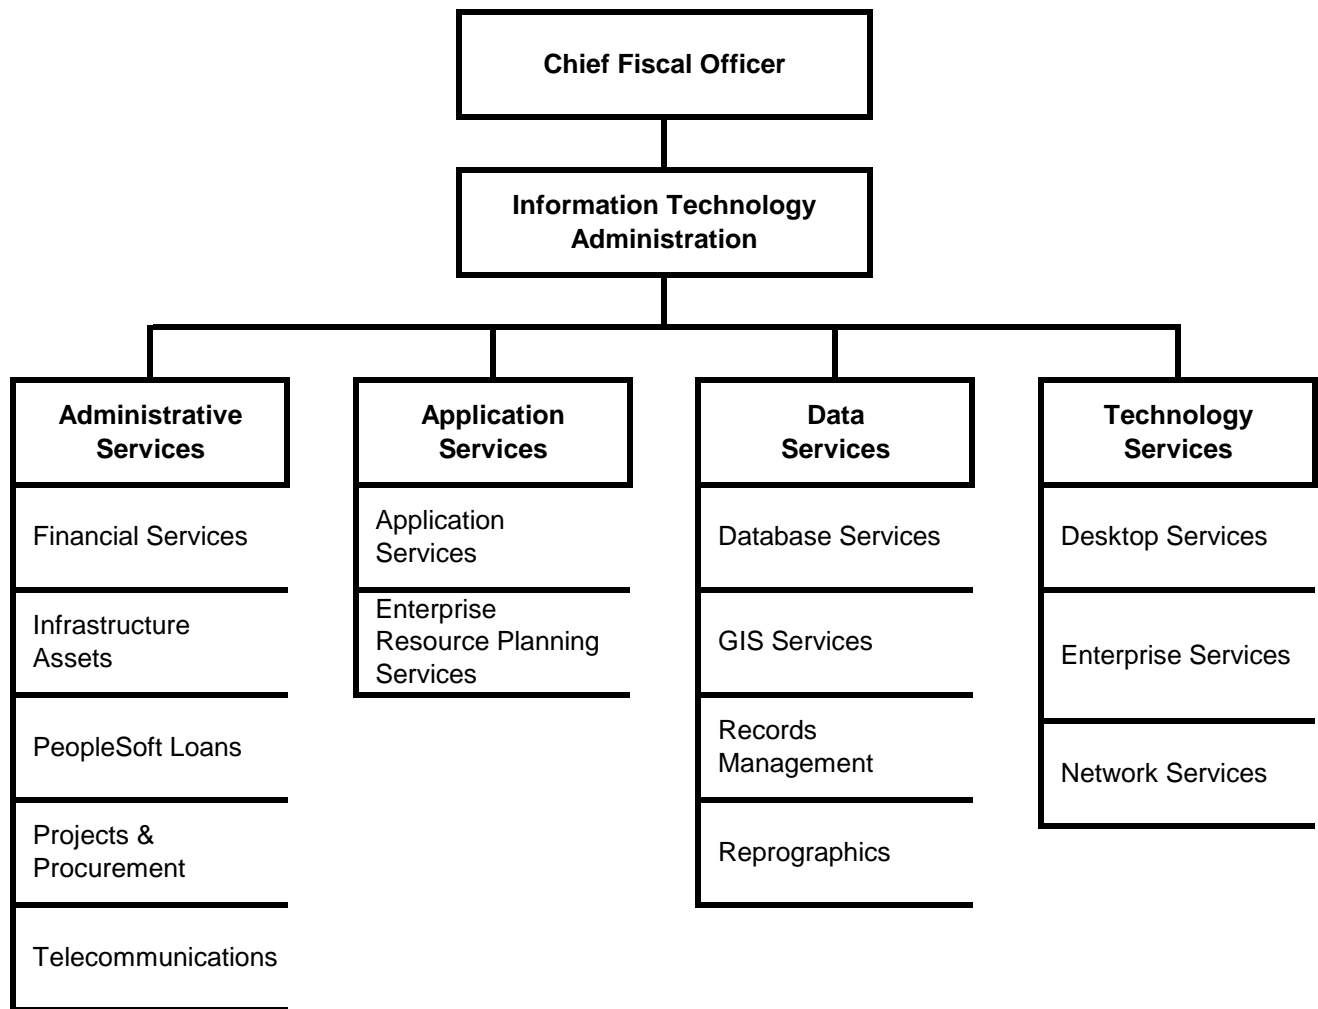 Chief Fiscal Officer
Information Technology
Administration
Administrative
Services
Financial Services
Infrastructure
Assets
PeopleSoft Loans
Projects &
Procurement
Telecommunications
Application
Services
Application
Services
Enterprise
Resource Planning
Services
Data
Services
Database Services
GIS Services
Records
Management
Reprographics
Technology
Services
Desktop Services
Enterprise Services
Network Services